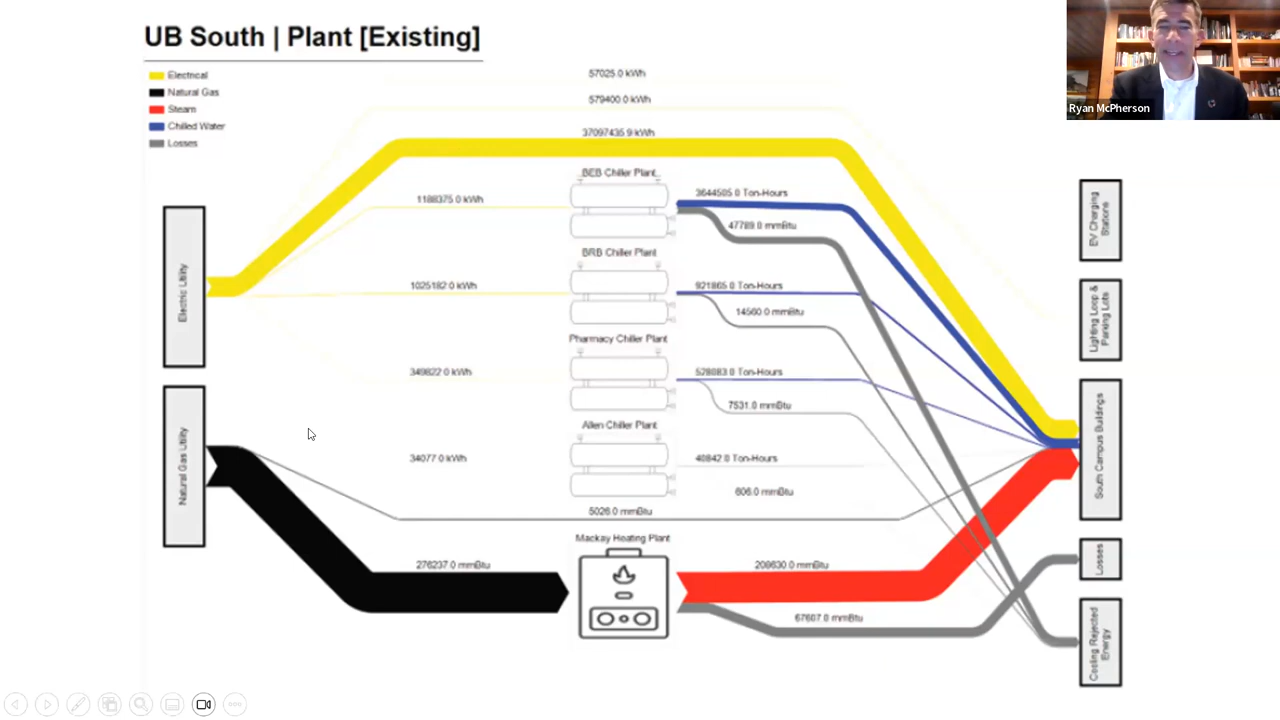 UB South | Plant [Existing]
Electrical
Natural Gas
Steam
Chilled Water
Losses
57025.0 kWh
579400.0 kWh
37097435.9 kWh
BEB Chiller Plant
1188375.0 kWh
3644505.0 Ton-Hours
47789.0 mmBtu
BRB Chiller Plant
1025182.0 kWh
921865.0 Ton-Hours
14560.0 mmBtu
Pharmacy Chiller Plant
349822.0 kWh
528083.0 Ton-Hours
7531.0 mmBtu
Allen Chiller Plant
34077.0 kWh
40842.0 Ton-Hours
606.0 mmBtu
5026.0 mmBtu
Mackay Heating Plant
276237.0 mmBtu
208630.0 mmBtu
67607.0 mmBtu
Electric Utility
Natural Gas Utility
EV Charging
Stations
Lighting Loop &
Parking Lots
South Campus Buildings
Losses
Cooling Rejected
Energy
Ryan McPherson